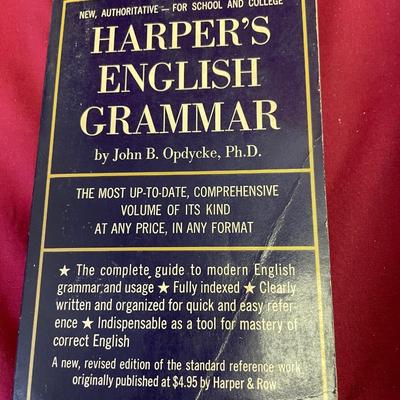 NEW, AUTHORITATIVE — FOR SCHOOL AND COLLEGE
HARPER'S
ENGLISH
GRAMMAR
by John B. Opdycke, Ph.D.
THE MOST UP-TO-DATE, COMPREHENSIVE
VOLUME OF ITS KIND
AT ANY PRICE, IN ANY FORMAT
★ The complete guide to modern English
grammar, and usage ★ Fully indexed ★ Clearly
written and organized for quick and easy refer-
ence ★ Indispensable as a tool for mastery of
correct English
A new, revised edition of the standard reference work
originally published at $4.95 by Harper & Row